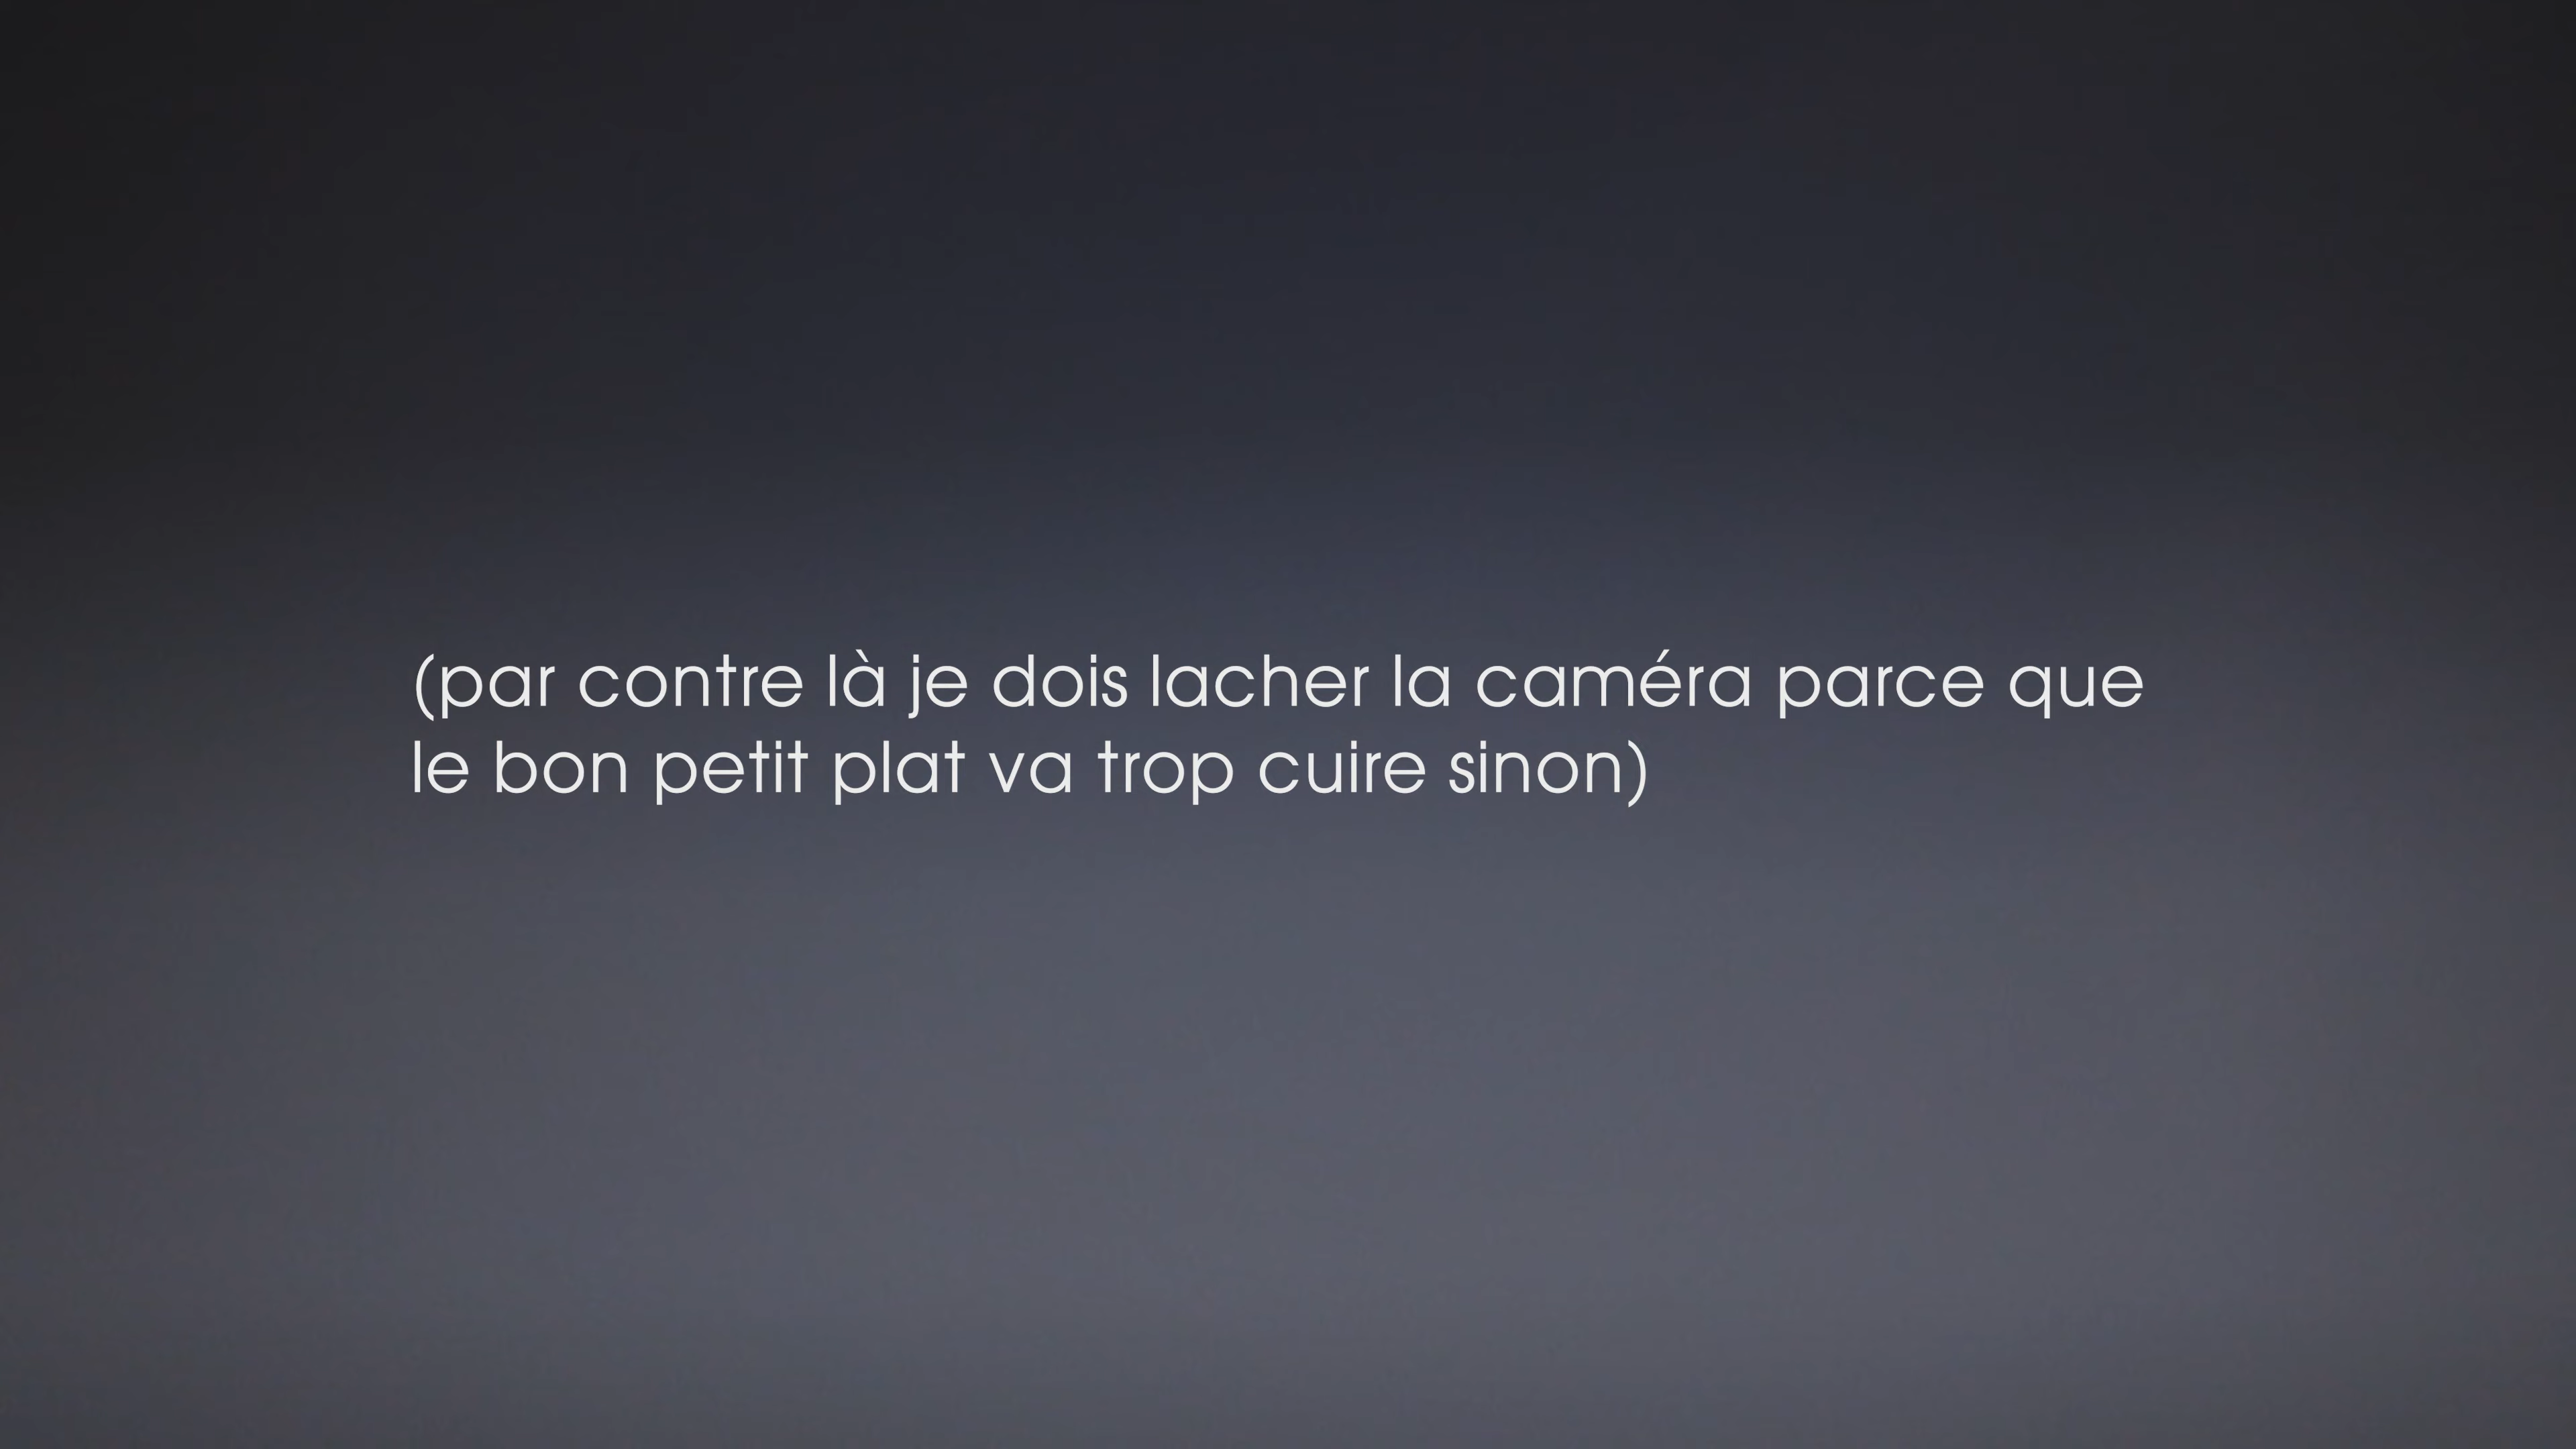 (par contre là je dois lacher la caméra parce que
le bon petit plat va trop cuire sinon)